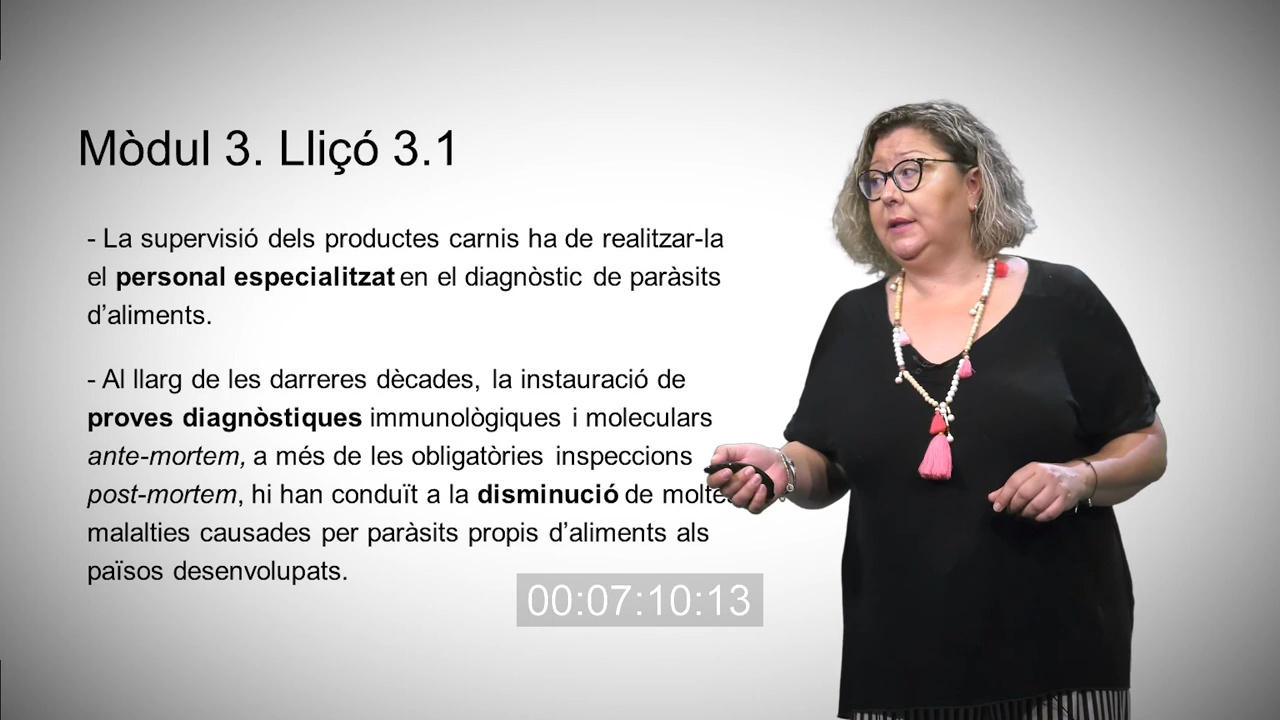 Mòdul 3. Lliçó 3.1
- La supervisió dels productes carnis ha de realitzar-la
el personal especialitzat en el diagnòstic de paràsits
d’aliments.
- Al llarg de les darreres dècades, la instauració de
proves diagnòstiques immunològiques i moleculars
ante-mortem, a més de les obligatòries inspeccions
post-mortem, hi han conduït a la disminució de moltes
malalties causades per paràsits propis d’aliments als
països desenvolupats.
00:07:10:13